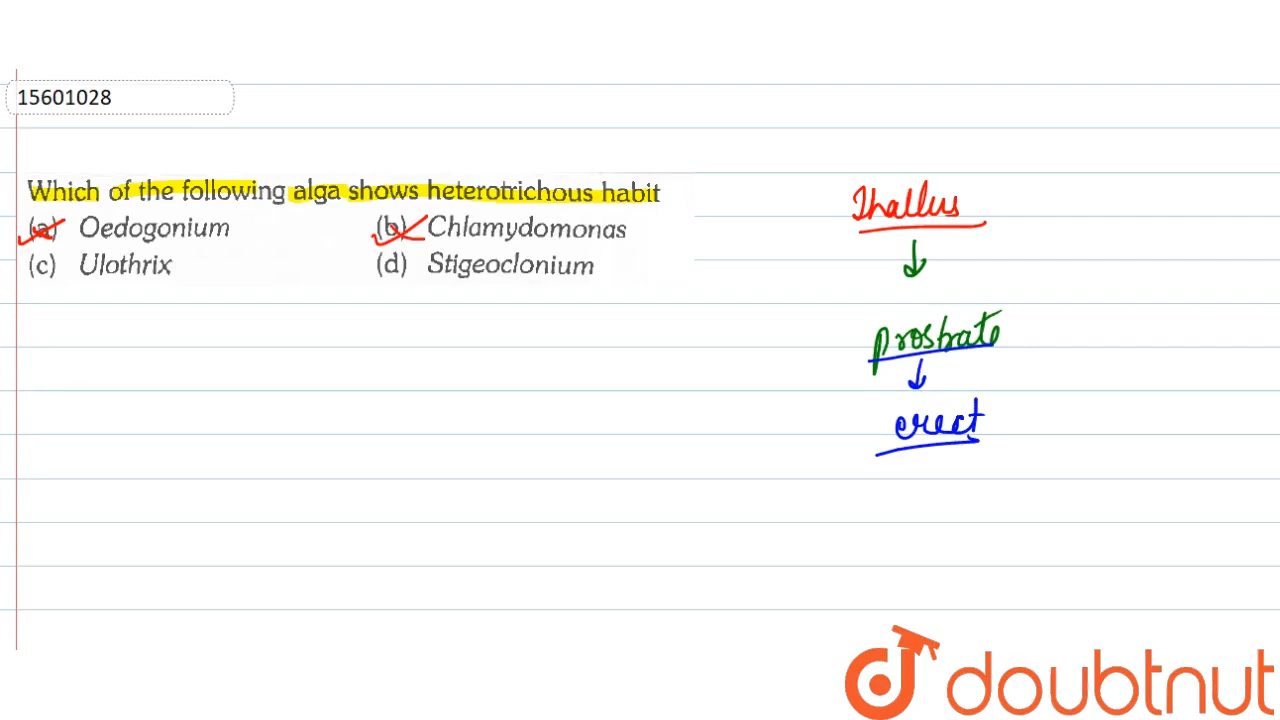 15601028
Which of the following alga shows heterotrichous habit
(a) Oedogonium (b) Chlamydomonas
(c) Ulothrix (d) Stigeoclonium
Thallus
prostrate
erect
doubtnut